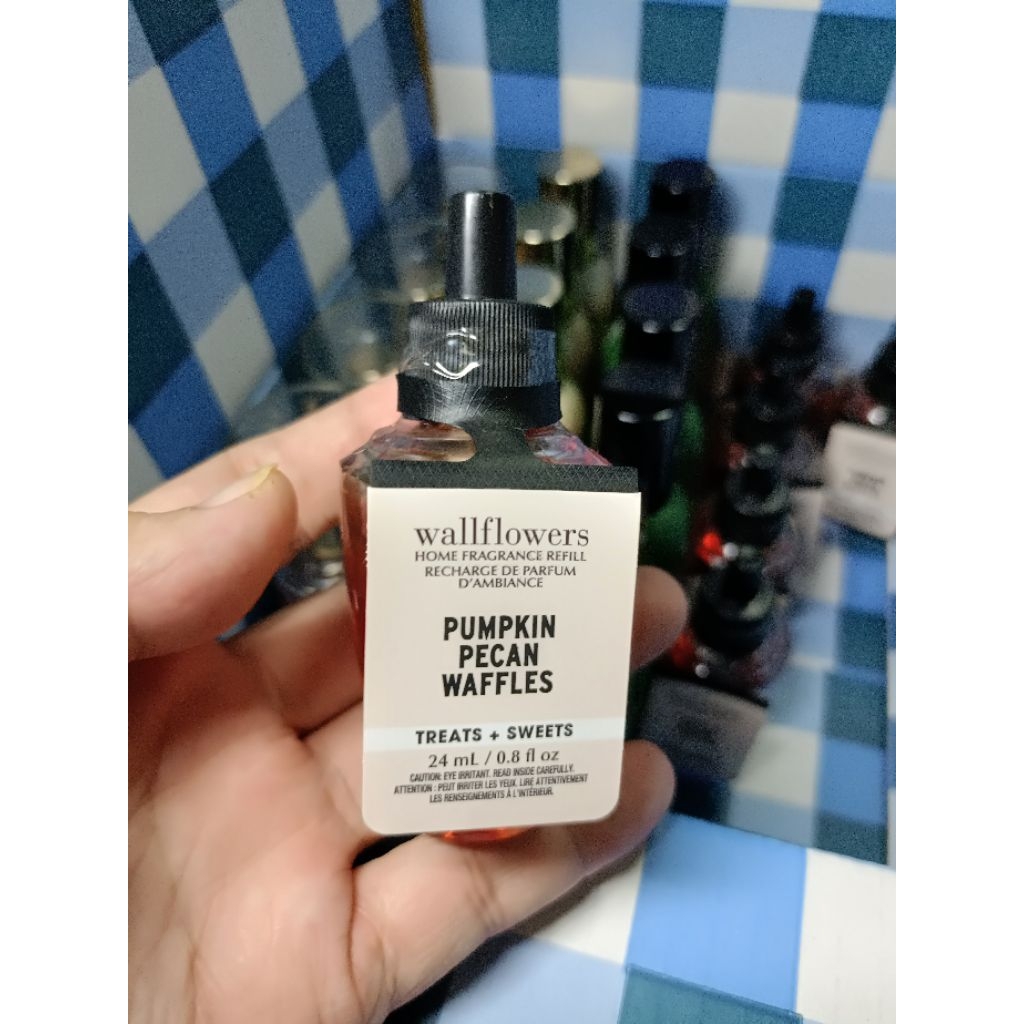 wallflowers
HOME FRAGRANCE REFILL
RECHARGE DE PARFUM
D'AMBIANCE
PUMPKIN
PECAN
WAFFLES
TREATS + SWEETS
24 mL / 0.8 fl oz
CAUTION: EYE IRRITANT. READ INSIDE CAREFULLY.
ATTENTION : PEUT IRRITER LES YEUX. LIRE ATTENTIVEMENT
LES RENSEIGNEMENTS À L'INTÉRIEUR.